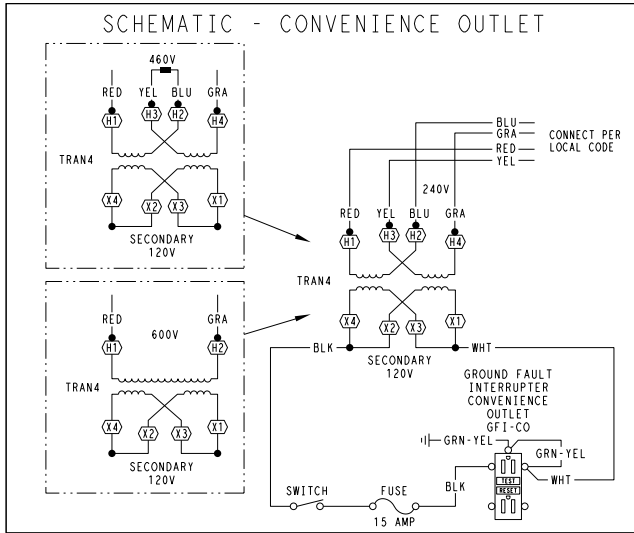 SCHEMATIC - CONVENIENCE OUTLET
460V
RED YEL BLU GRA
H1 H3 H2 H4
TRAN4
X4 X2 X3 X1
SECONDARY
120V
600V
RED GRA
H1 H2
TRAN4
X4 X2 X3 X1
SECONDARY
120V
BLU
GRA
RED
YEL
CONNECT PER
LOCAL CODE
240V
RED YEL BLU GRA
H1 H3 H2 H4
TRAN4
X4 X2 X3 X1
BLK
WHT
SECONDARY
120V
GROUND FAULT
INTERRUPTER
CONVENIENCE
OUTLET
GFI-CO
GRN-YEL
GRN-YEL
WHT
TEST
RESET
BLK
SWITCH
FUSE
15 AMP